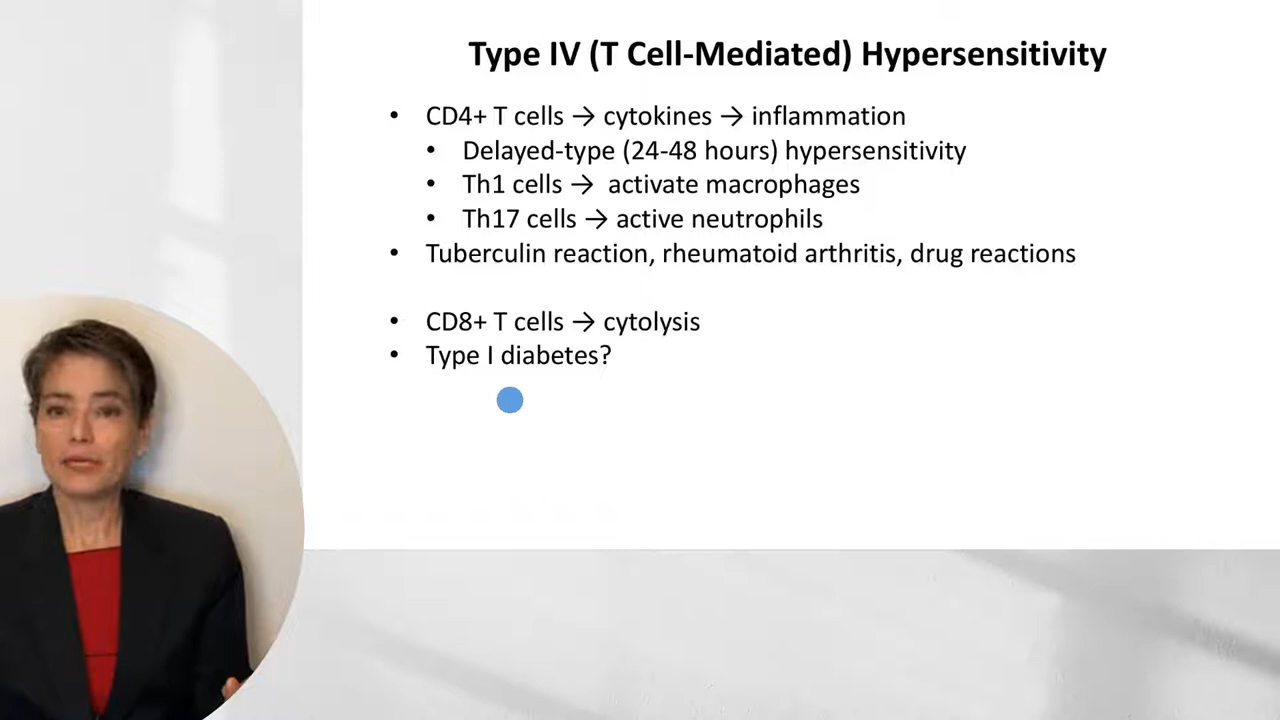 Type IV (T Cell-Mediated) Hypersensitivity
• CD4+ T cells → cytokines → inflammation
• Delayed-type (24-48 hours) hypersensitivity
• Th1 cells → activate macrophages
• Th17 cells → active neutrophils
• Tuberculin reaction, rheumatoid arthritis, drug reactions
• CD8+ T cells → cytolysis
• Type I diabetes?